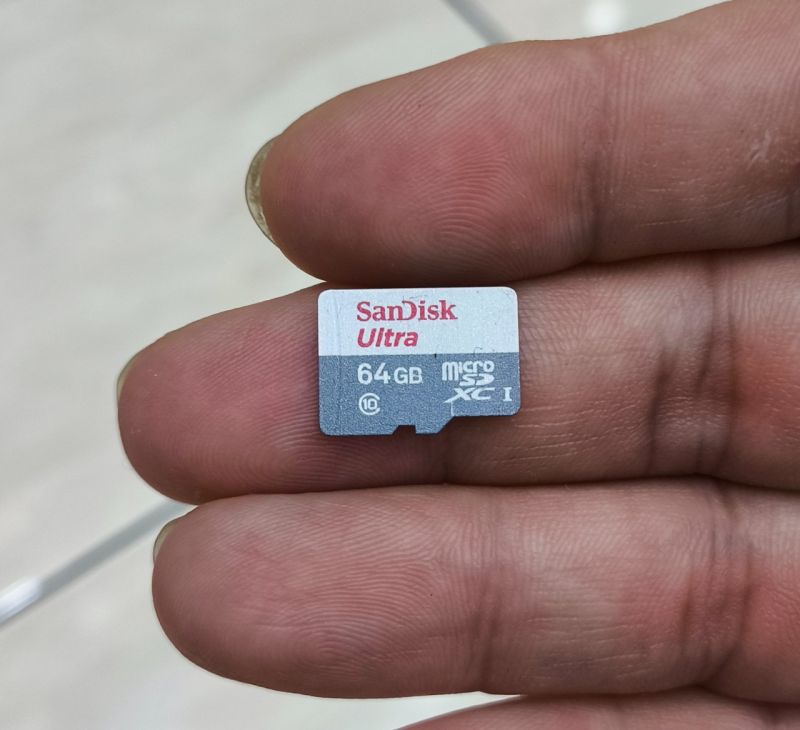 SanDisk
Ultra
64GB
micro
SD
XC I
10